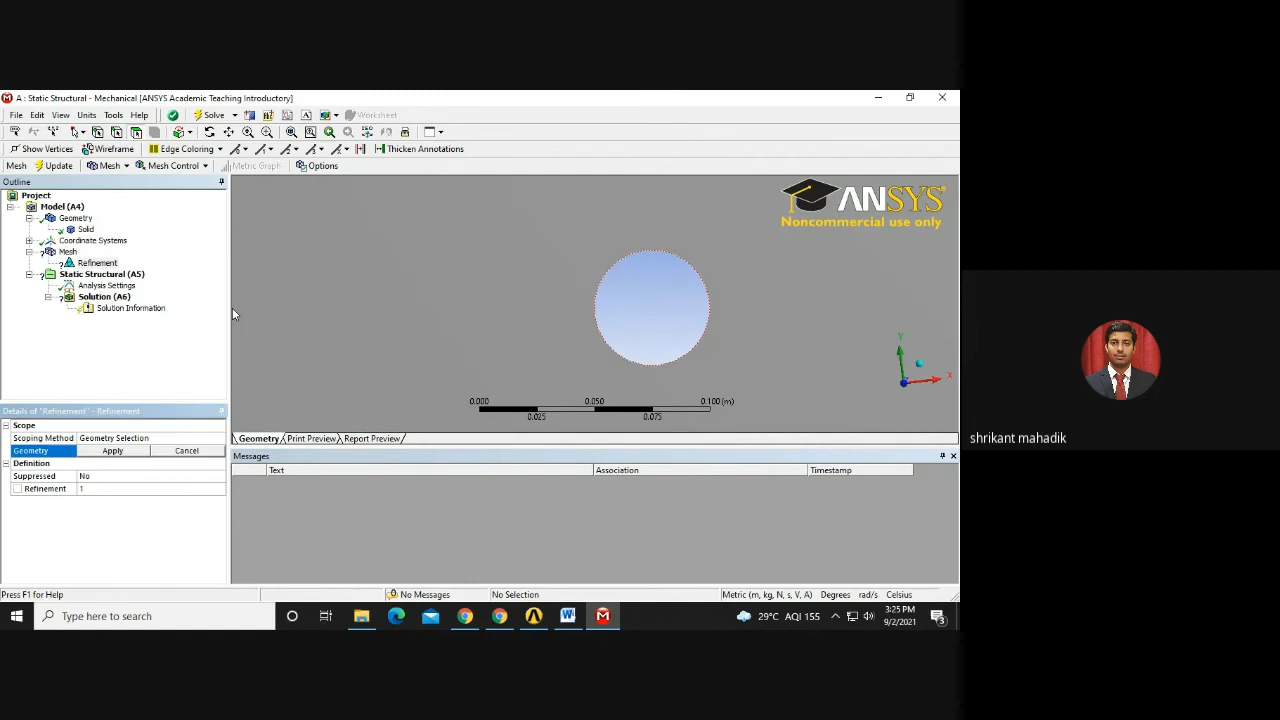 A : Static Structural - Mechanical [ANSYS Academic Teaching Introductory]
File Edit View Units Tools Help Solve Worksheet
Show Vertices Wireframe Edge Coloring Thicken Annotations
Mesh Update Mesh Mesh Control Metric Graph Options
Outline
Project
Model (A4)
Geometry
Solid
Coordinate Systems
Mesh
Refinement
Static Structural (A5)
Analysis Settings
Solution (A6)
Solution Information
ANSYS
Noncommercial use only
Y
X
0.000 0.050 0.100 (m)
0.025 0.075
Details of "Refinement" - Refinement
Scope
Scoping Method Geometry Selection
Geometry Apply Cancel
Definition
Suppressed No
Refinement 1
Geometry Print Preview Report Preview
Messages
Text Association Timestamp
Press F1 for Help No Messages No Selection Metric (m, kg, N, s, V, A) Degrees rad/s Celsius
Type here to search
29°C AQI 155
3:25 PM
9/2/2021
3
shrikant mahadik